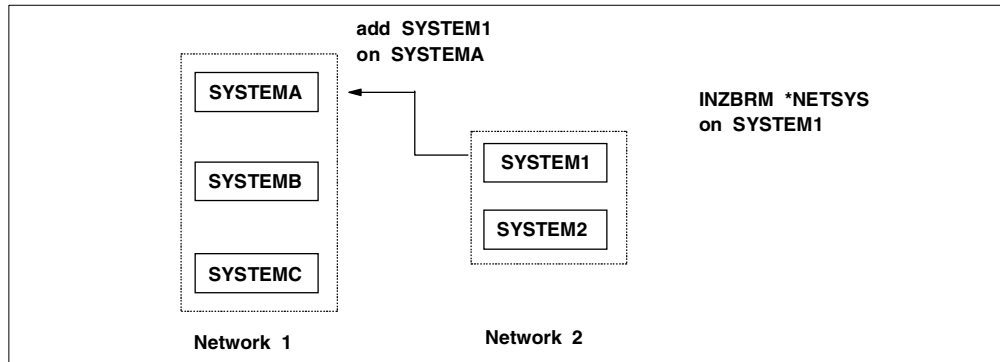 add SYSTEM1
on SYSTEMA
SYSTEMA
SYSTEMB
SYSTEMC
Network 1
SYSTEM1
SYSTEM2
Network 2
INZBRM *NETSYS
on SYSTEM1